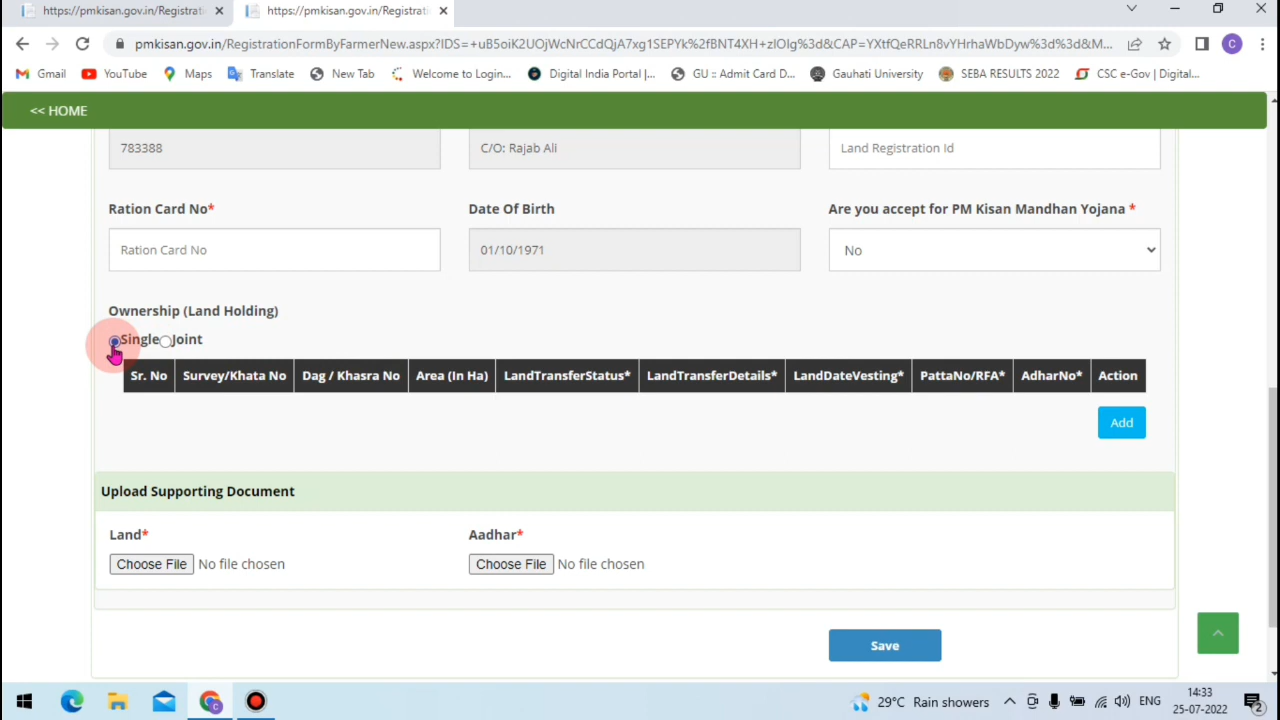 https://pmkisan.gov.in/Registrati
https://pmkisan.gov.in/Registrati
pmkisan.gov.in/RegistrationFormByFarmerNew.aspx?IDS=+uB5oiK2UOjWcNrCCdQjA7xg1SEPYk%2fBNT4XH+zIOIg%3d&CAP=YXtfQeRRLn8vYHrhaWbDyw%3d%3d&M...
C
Gmail YouTube Maps Translate New Tab Welcome to Login... Digital India Portal |... GU :: Admit Card D... Gauhati University SEBA RESULTS 2022 CSC e-Gov | Digital...
<< HOME
783388 C/O: Rajab Ali Land Registration Id
Ration Card No* Date Of Birth Are you accept for PM Kisan Mandhan Yojana *
Ration Card No 01/10/1971 No
Ownership (Land Holding)
Single Joint
Sr. No Survey/Khata No Dag / Khasra No Area (In Ha) LandTransferStatus* LandTransferDetails* LandDateVesting* PattaNo/RFA* AdharNo* Action
Add
Upload Supporting Document
Land* Aadhar*
Choose File No file chosen Choose File No file chosen
Save
29°C Rain showers ENG 14:33
25-07-2022
2